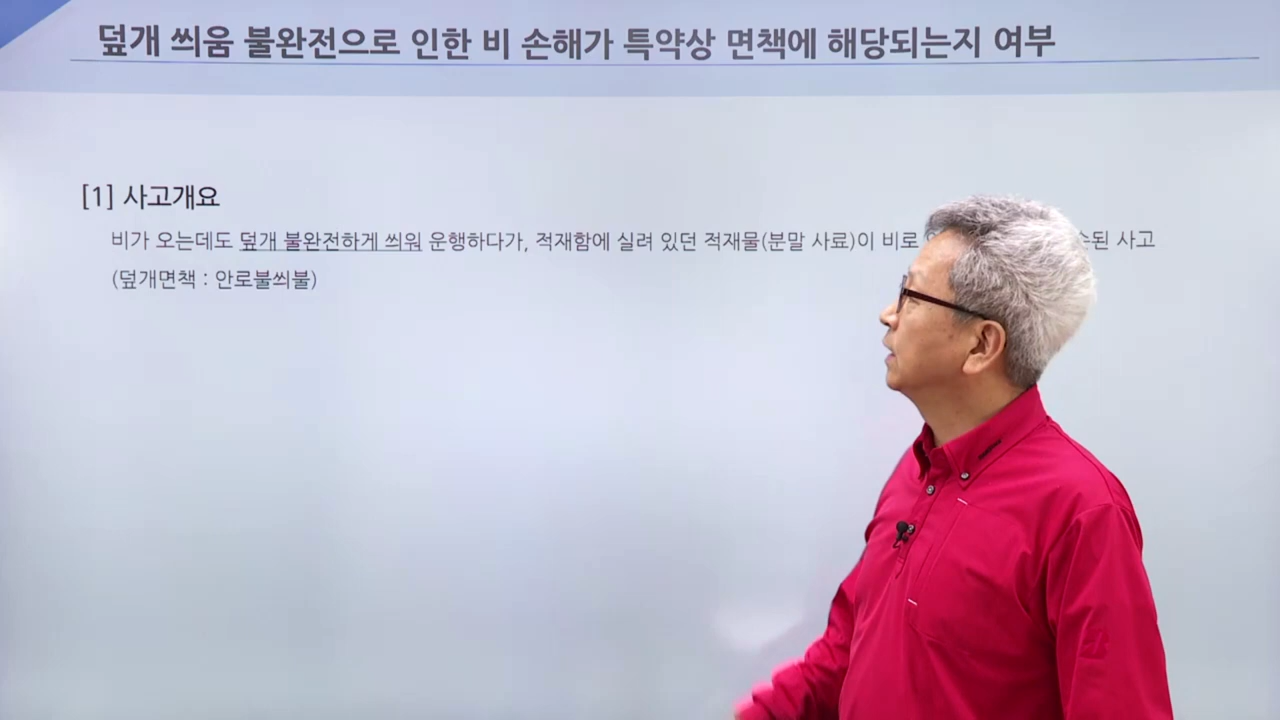 덮개 씌움 불완전으로 인한 비 손해가 특약상 면책에 해당되는지 여부
[1] 사고개요
비가 오는데도 덮개 불완전하게 씌워 운행하다가, 적재함에 실려 있던 적재물(분말 사료)이 비로 된 사고
(덮개면책 : 안로불씌불)